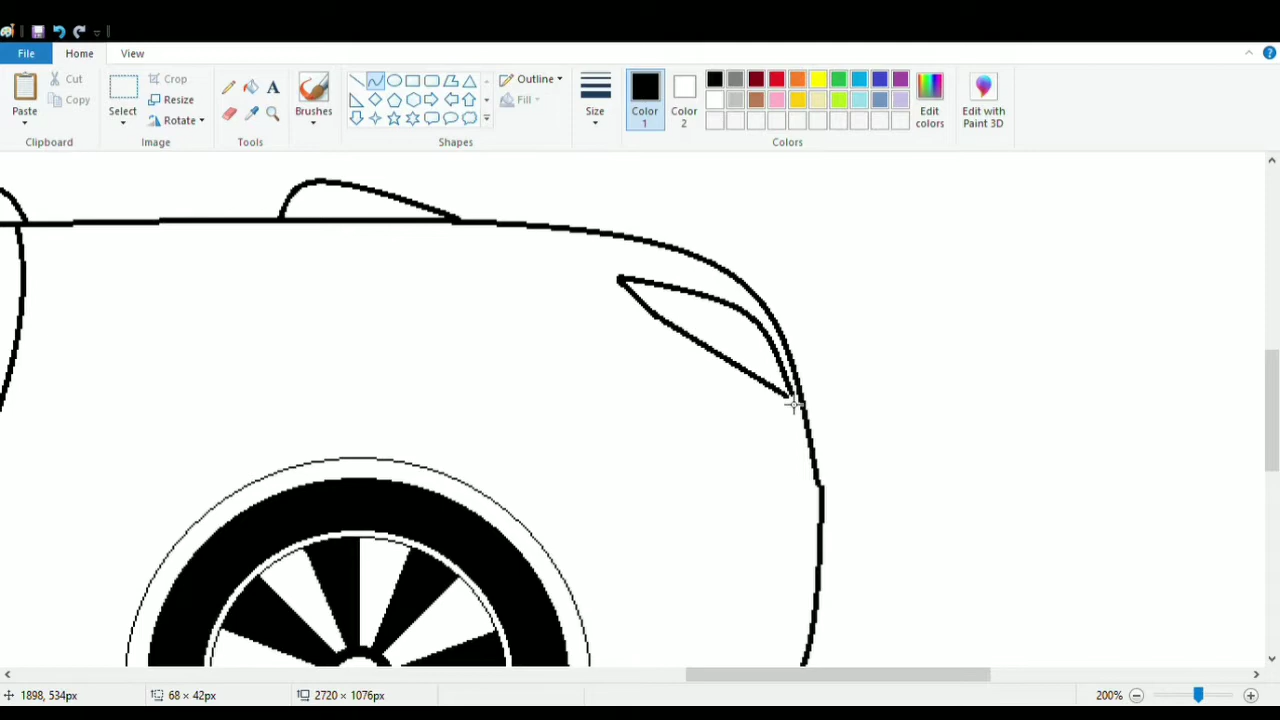 File Home View
Paste Cut Copy
Clipboard
Select Crop Resize Rotate
Image
Tools
Brushes
Outline Fill
Shapes
Size
Color 1 Color 2
Edit colors
Colors
Edit with Paint 3D
1898, 534px 68 × 42px 2720 × 1076px 200%